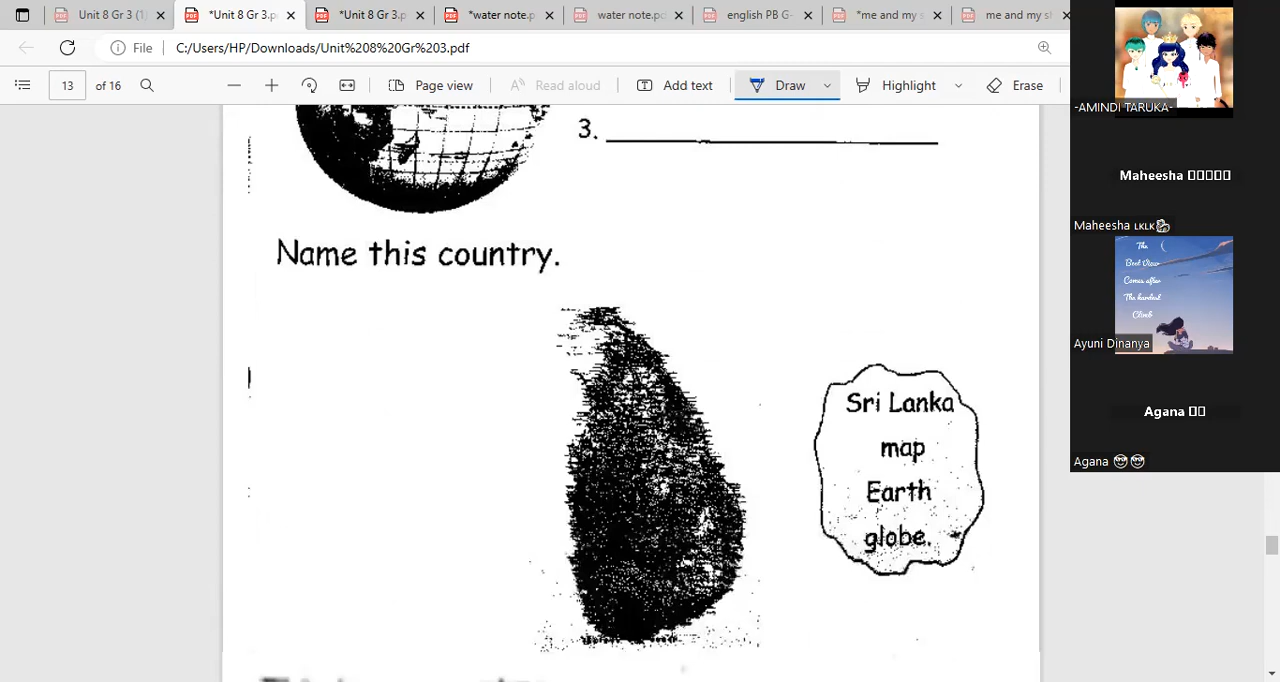 Unit 8 Gr 3 (1)
*Unit 8 Gr 3.p
*Unit 8 Gr 3.p
*water note.p
water note.pd
english PB G-
*me and my s
me and my sh
File
C:/Users/HP/Downloads/Unit%208%20Gr%203.pdf
13
of 16
Page view
Read aloud
Add text
Draw
Highlight
Erase
3.
Name this country.
Sri Lanka
map
Earth
globe.
-AMINDI TARUKA-
Maheesha
Maheesha LKLK
The
Best View
Comes after
The hardest
Climb
Ayuni Dinanya
Agana
Agana